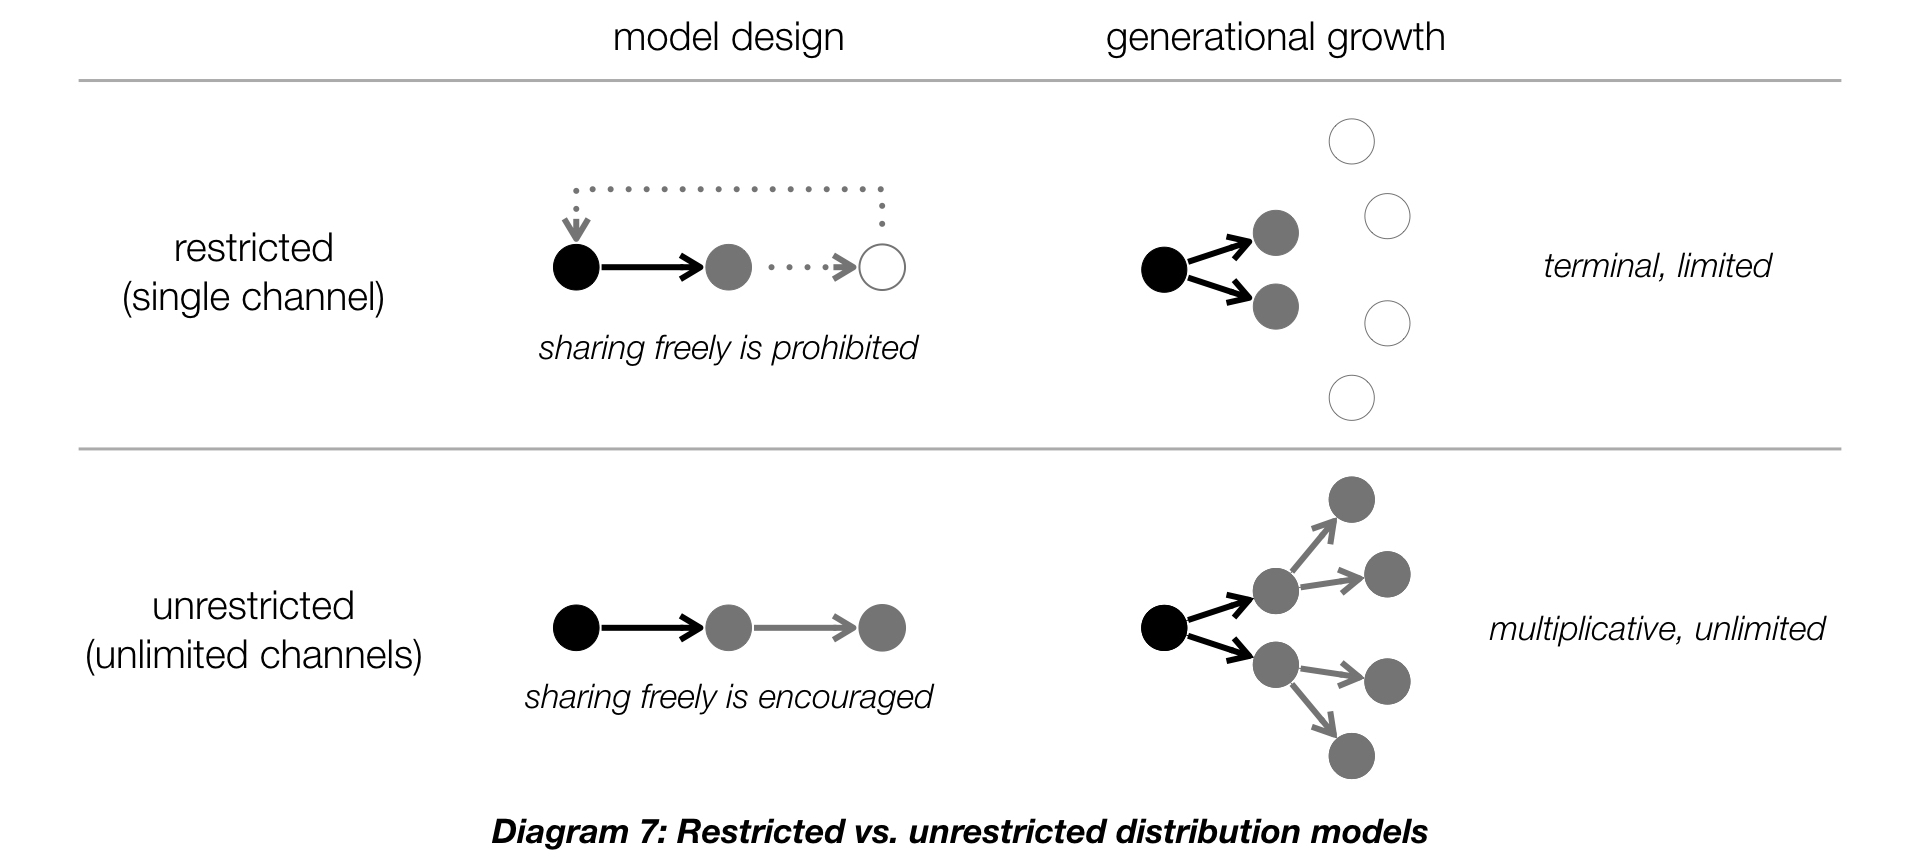 model design
generational growth
restricted
(single channel)
sharing freely is prohibited
terminal, limited
unrestricted
(unlimited channels)
sharing freely is encouraged
multiplicative, unlimited
Diagram 7: Restricted vs. unrestricted distribution models